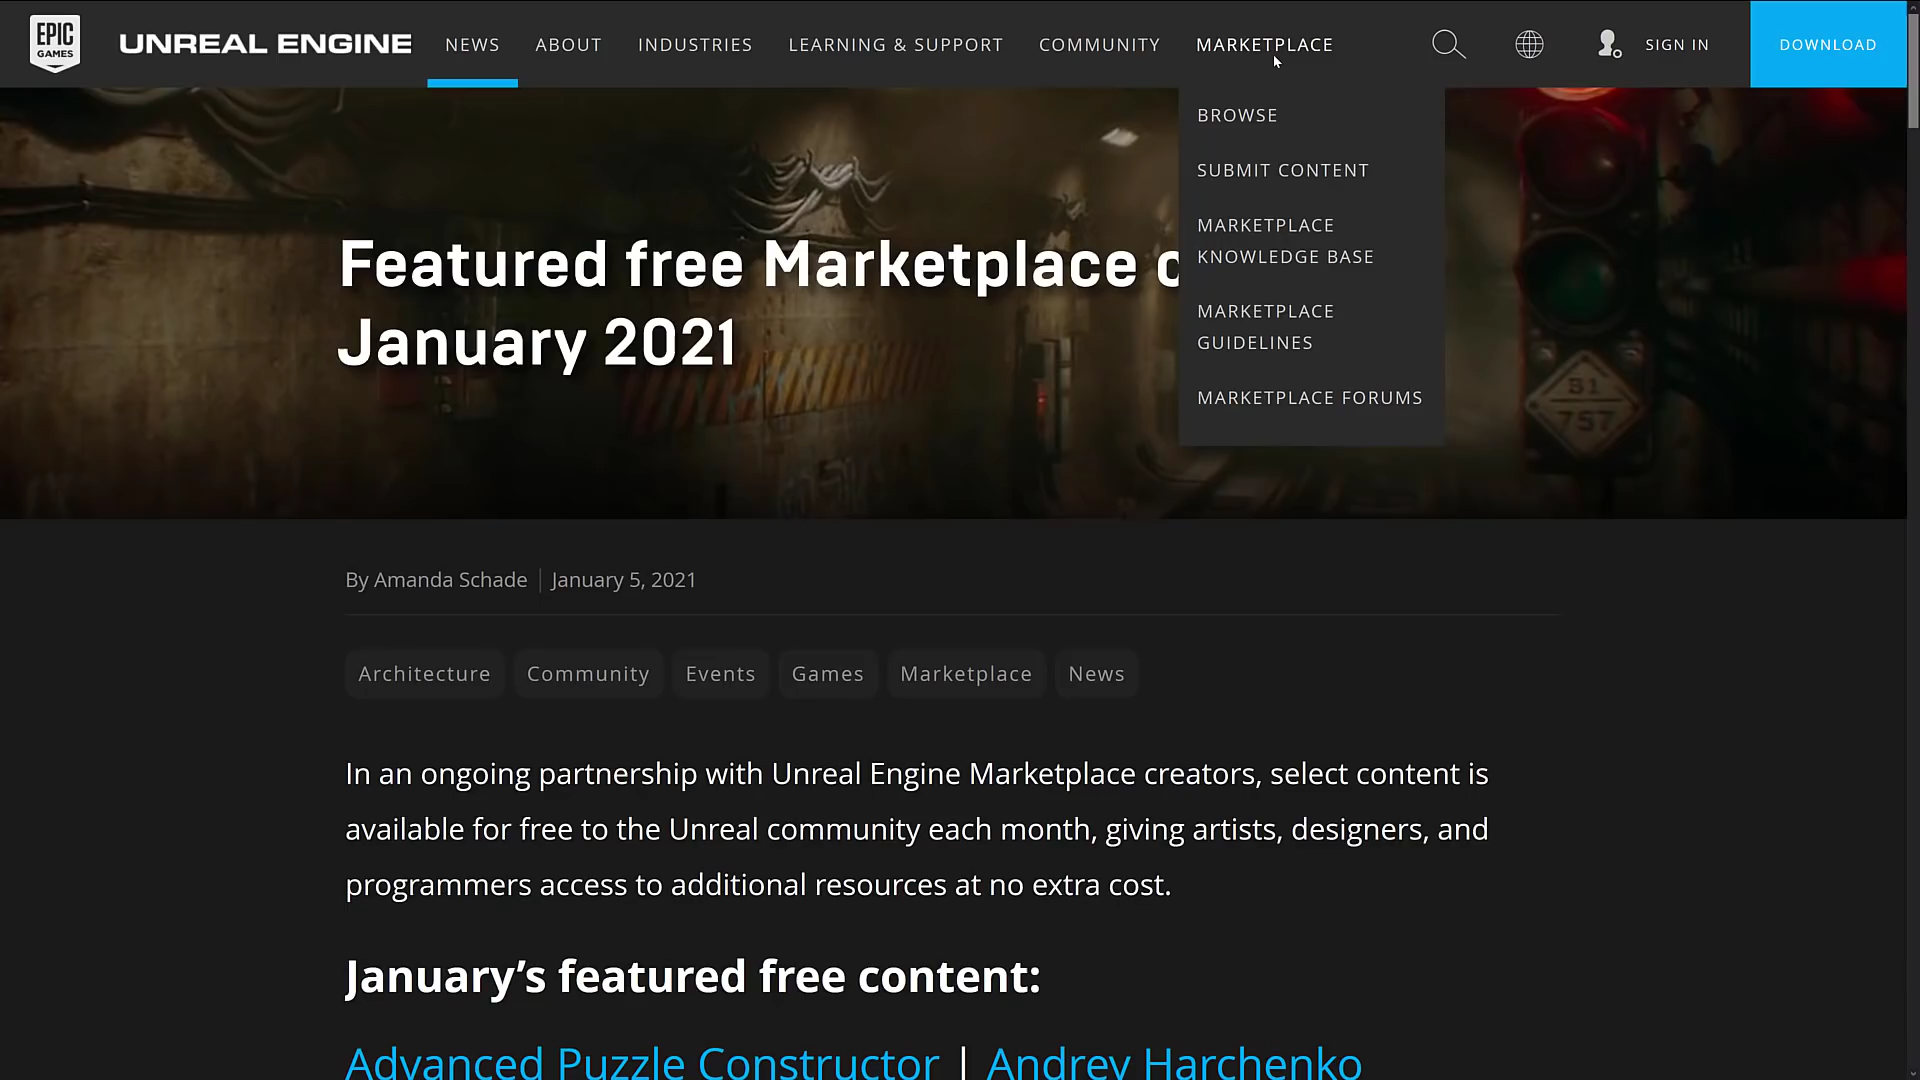 EPIC
GAMES
UNREAL ENGINE
NEWS
ABOUT
INDUSTRIES
LEARNING & SUPPORT
COMMUNITY
MARKETPLACE
SIGN IN
DOWNLOAD
BROWSE
SUBMIT CONTENT
MARKETPLACE
KNOWLEDGE BASE
MARKETPLACE
GUIDELINES
MARKETPLACE FORUMS
Featured free Marketplace c
January 2021
B1
757
By Amanda Schade | January 5, 2021
Architecture
Community
Events
Games
Marketplace
News
In an ongoing partnership with Unreal Engine Marketplace creators, select content is
available for free to the Unreal community each month, giving artists, designers, and
programmers access to additional resources at no extra cost.
January’s featured free content:
Advanced Puzzle Constructor | Andrey Harchenko